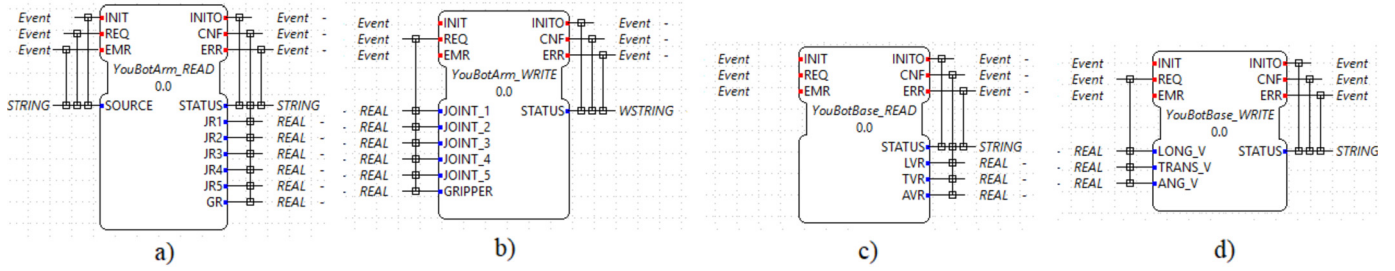 Event INIT INITO Event -
Event REQ CNF Event -
Event EMR ERR Event -
YouBotArm_READ
0.0
STRING SOURCE STATUS STRING
JR1 REAL -
JR2 REAL -
JR3 REAL -
JR4 REAL -
JR5 REAL -
GR REAL -
a)
Event INIT INITO Event -
Event REQ CNF Event -
Event EMR ERR Event -
YouBotArm_WRITE
0.0
- REAL JOINT_1 STATUS WSTRING
- REAL JOINT_2
- REAL JOINT_3
- REAL JOINT_4
- REAL JOINT_5
- REAL GRIPPER
b)
Event INIT INITO Event -
Event REQ CNF Event -
Event EMR ERR Event -
YouBotBase_READ
0.0
STATUS STRING
LVR REAL -
TVR REAL -
AVR REAL -
c)
Event INIT INITO Event
Event REQ CNF Event
Event EMR ERR Event
YouBotBase_WRITE
0.0
- REAL LONG_V STATUS STRING
- REAL TRANS_V
- REAL ANG_V
d)